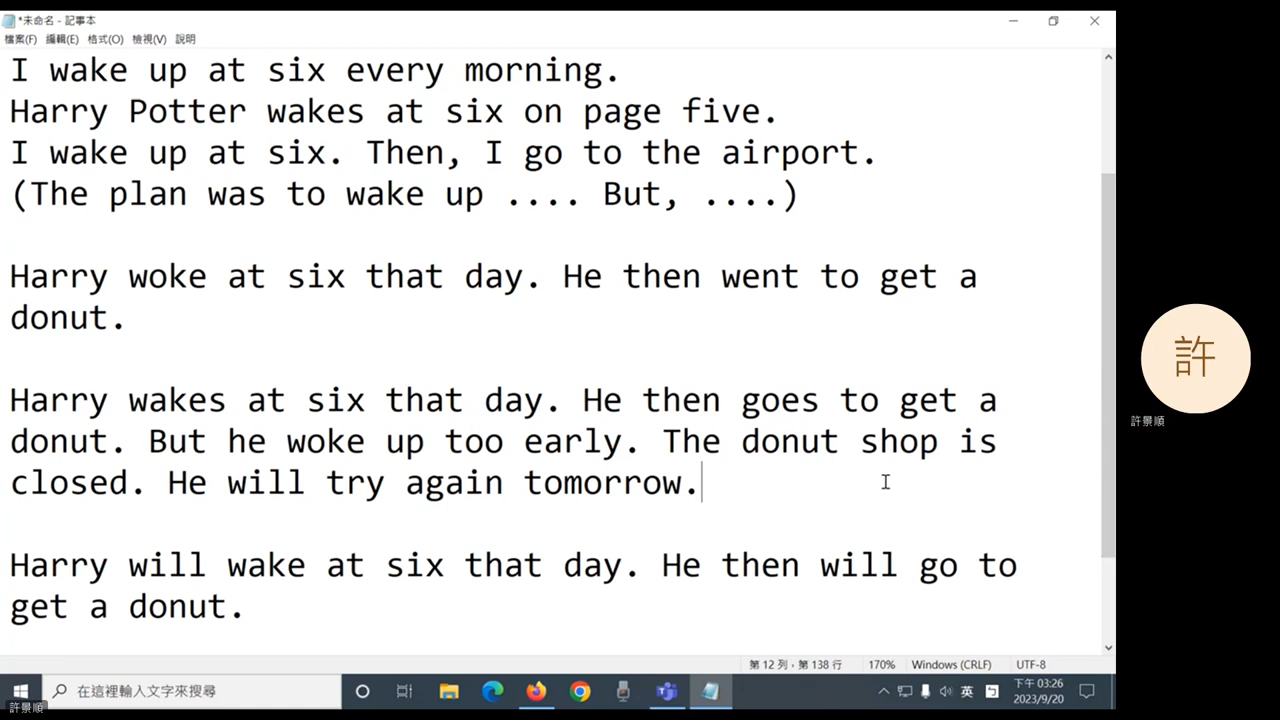 *未命名 - 記事本
檔案(F) 編輯(E) 格式(O) 檢視(V) 說明
I wake up at six every morning.
Harry Potter wakes at six on page five.
I wake up at six. Then, I go to the airport.
(The plan was to wake up .... But, ....)
Harry woke at six that day. He then went to get a
donut.
Harry wakes at six that day. He then goes to get a
donut. But he woke up too early. The donut shop is
closed. He will try again tomorrow.
Harry will wake at six that day. He then will go to
get a donut.
許
許景順
第 12 列，第 138 行 170% Windows (CRLF) UTF-8
在這裡輸入文字來搜尋
英
下午 03:26
2023/9/20
許景順